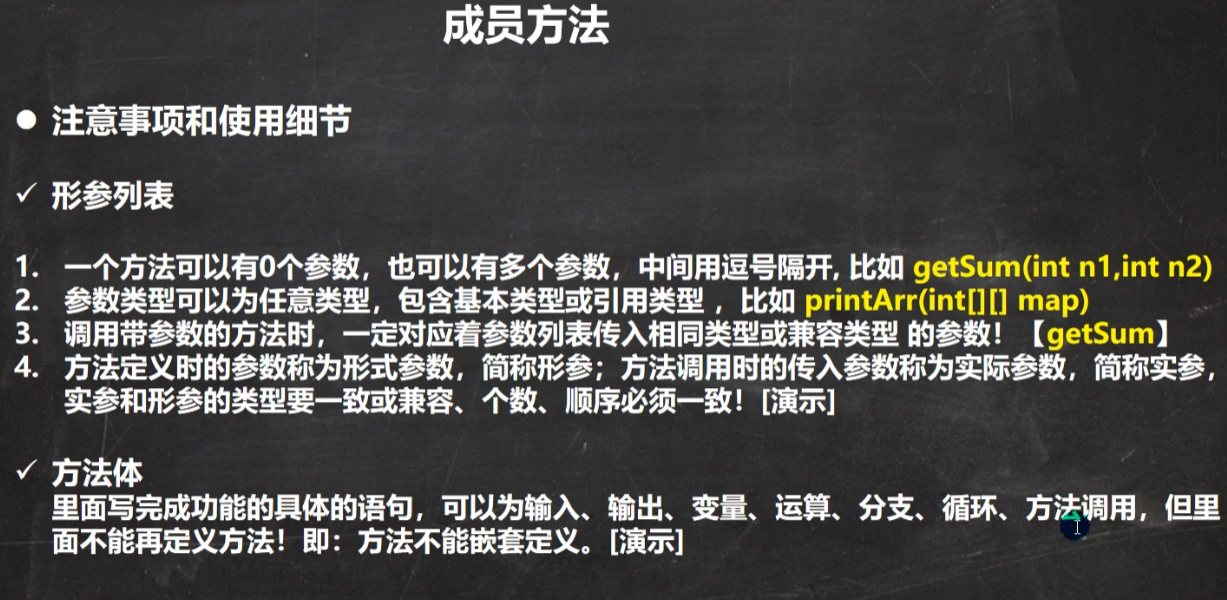 成员方法
● 注意事项和使用细节
✓ 形参列表
1. 一个方法可以有0个参数，也可以有多个参数，中间用逗号隔开, 比如 getSum(int n1,int n2)
2. 参数类型可以为任意类型，包含基本类型或引用类型 ，比如 printArr(int[][] map)
3. 调用带参数的方法时，一定对应着参数列表传入相同类型或兼容类型 的参数！【getSum】
4. 方法定义时的参数称为形式参数，简称形参；方法调用时的传入参数称为实际参数，简称实参，
实参和形参的类型要一致或兼容、个数、顺序必须一致！[演示]
✓ 方法体
里面写完成功能的具体的语句，可以为输入、输出、变量、运算、分支、循环、方法调用，但里
面不能再定义方法！即：方法不能嵌套定义。[演示]